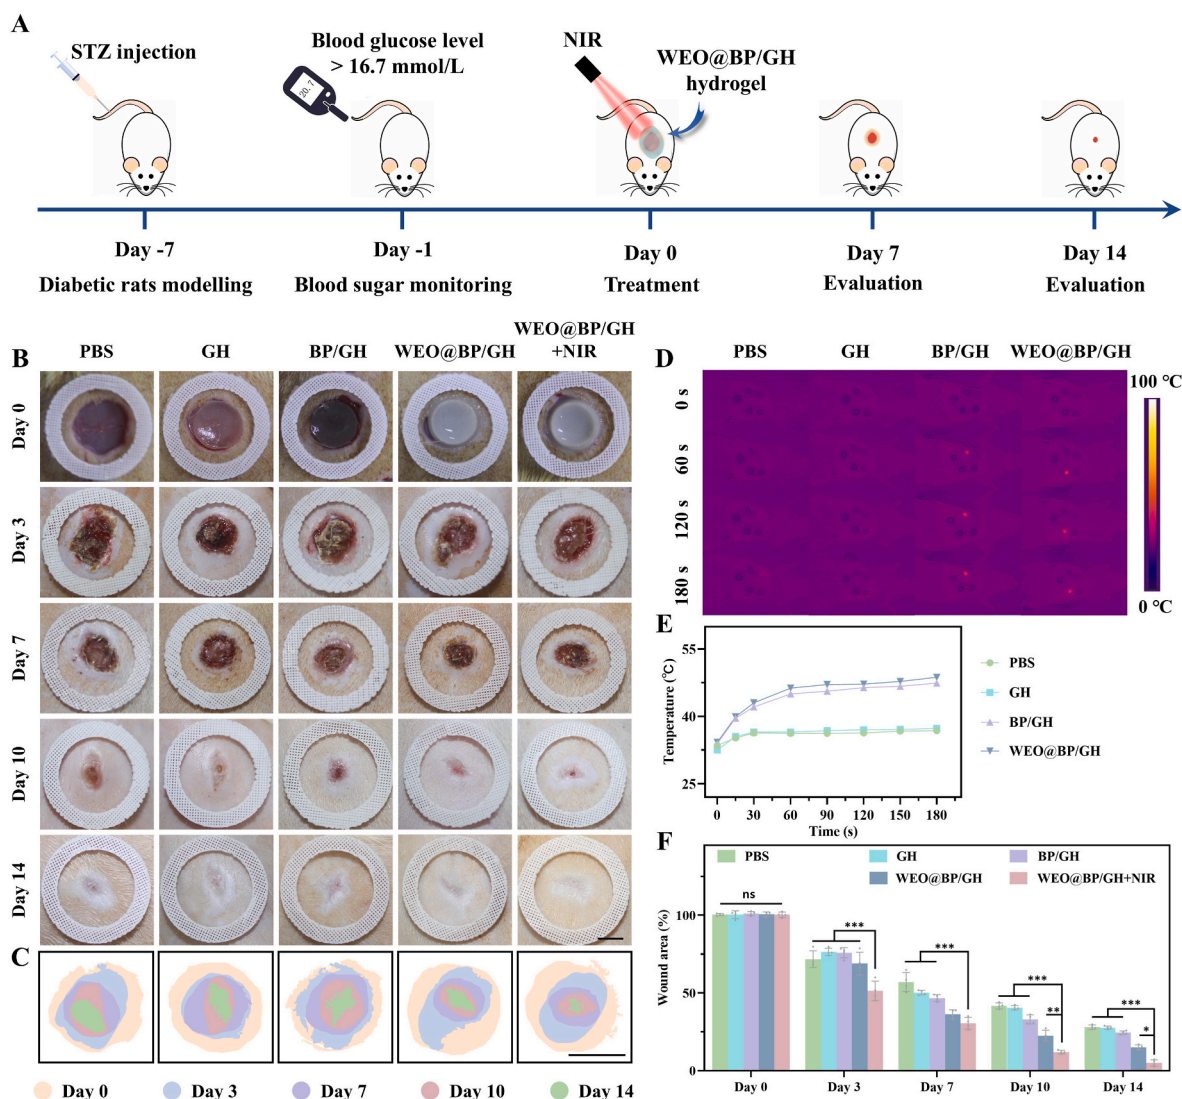 A
STZ injection
Blood glucose level
> 16.7 mmol/L
20.7
NIR
WEO@BP/GH
hydrogel
Day -7
Day -1
Day 0
Day 7
Day 14
Diabetic rats modelling
Blood sugar monitoring
Treatment
Evaluation
Evaluation
B
PBS
GH
BP/GH
WEO@BP/GH
WEO@BP/GH
+NIR
Day 0
Day 3
Day 7
Day 10
Day 14
C
Day 0
Day 3
Day 7
Day 10
Day 14
D
PBS
GH
BP/GH
WEO@BP/GH
0 s
60 s
120 s
180 s
100 °C
0 °C
E
Temperature (°C)
55
40
25
0
30
60
90
120
150
180
Time (s)
PBS
GH
BP/GH
WEO@BP/GH
F
PBS
GH
BP/GH
WEO@BP/GH
WEO@BP/GH+NIR
Wound area (%)
100
50
0
ns
***
***
***
**
***
*
Day 0
Day 3
Day 7
Day 10
Day 14